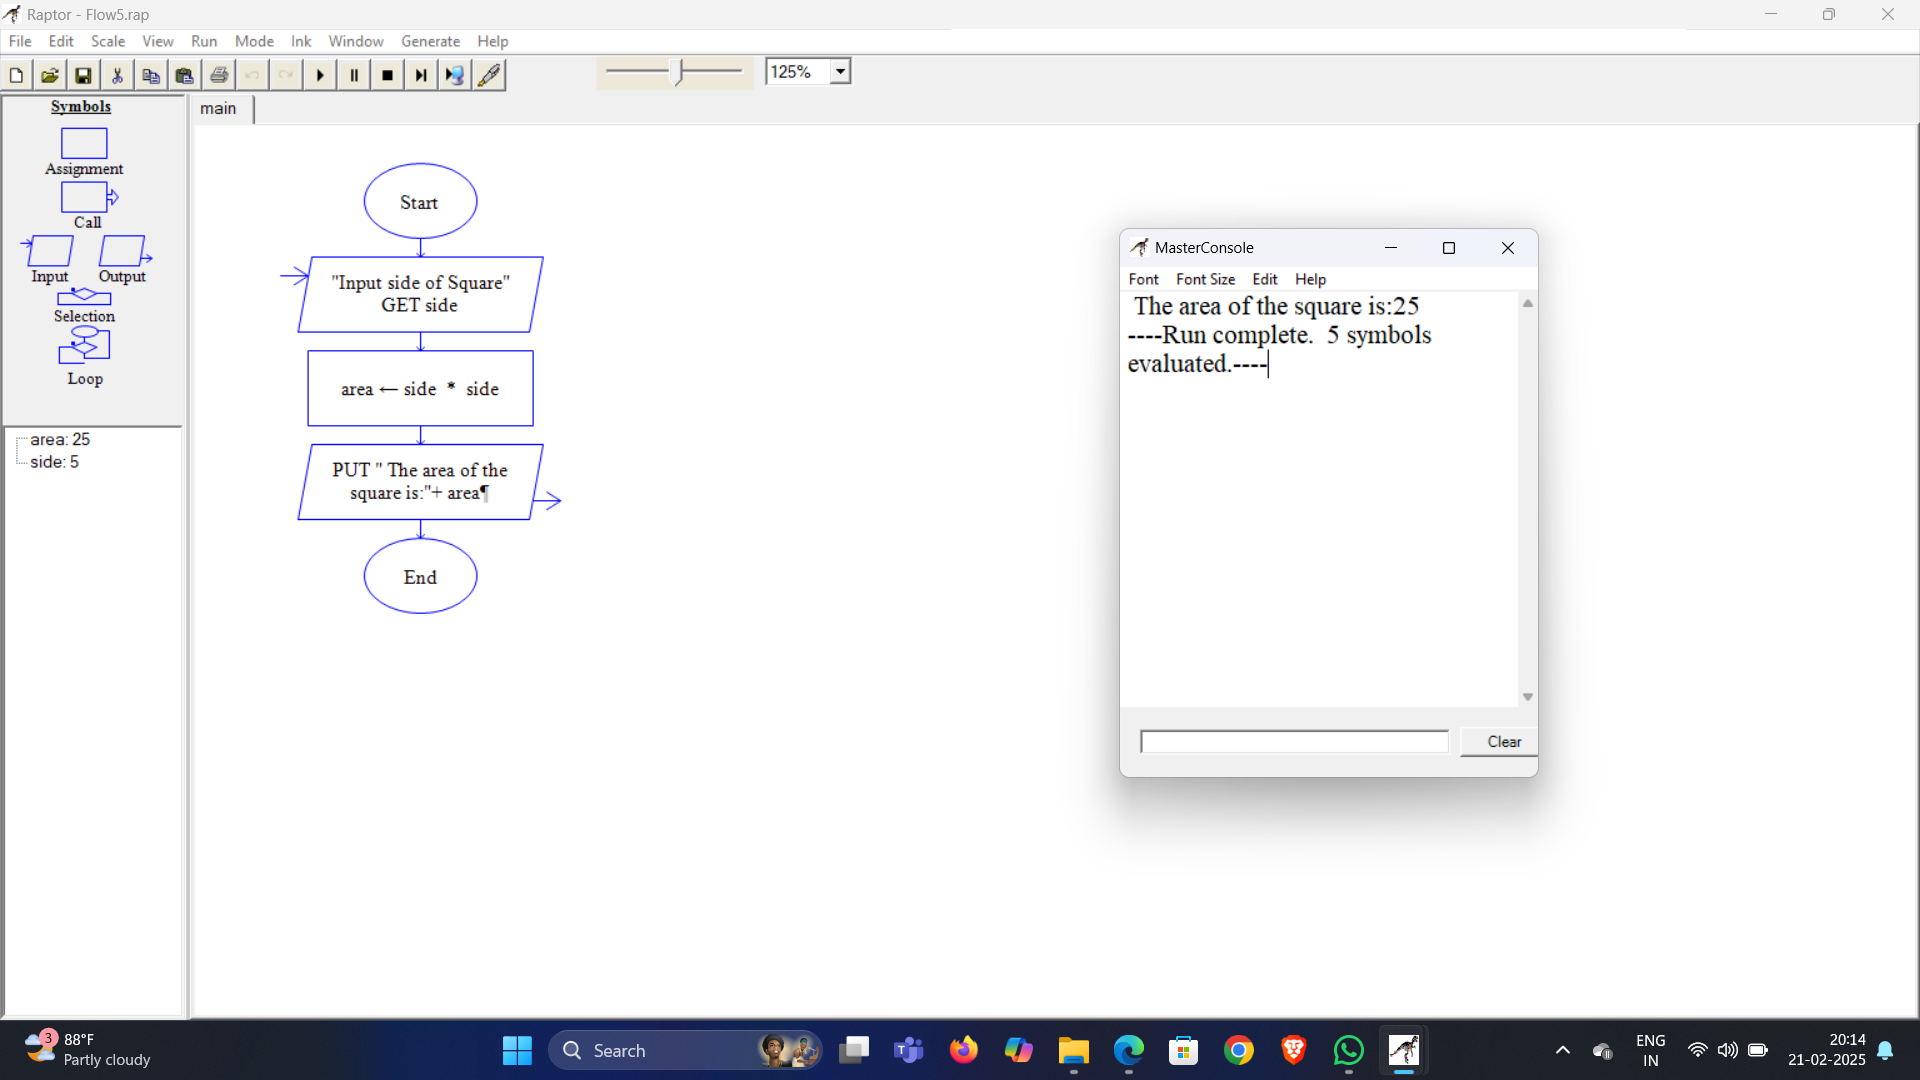 Raptor - Flow5.rap
File Edit Scale View Run Mode Ink Window Generate Help
125%
Symbols
Assignment
Call
Input Output
Selection
Loop
area: 25
side: 5
main
Start
"Input side of Square"
GET side
area ← side * side
PUT " The area of the
square is:"+ area¶
End
MasterConsole
Font Font Size Edit Help
The area of the square is:25
----Run complete.  5 symbols
evaluated.----
Clear
3
88°F
Partly cloudy
Search
ENG
IN
20:14
21-02-2025